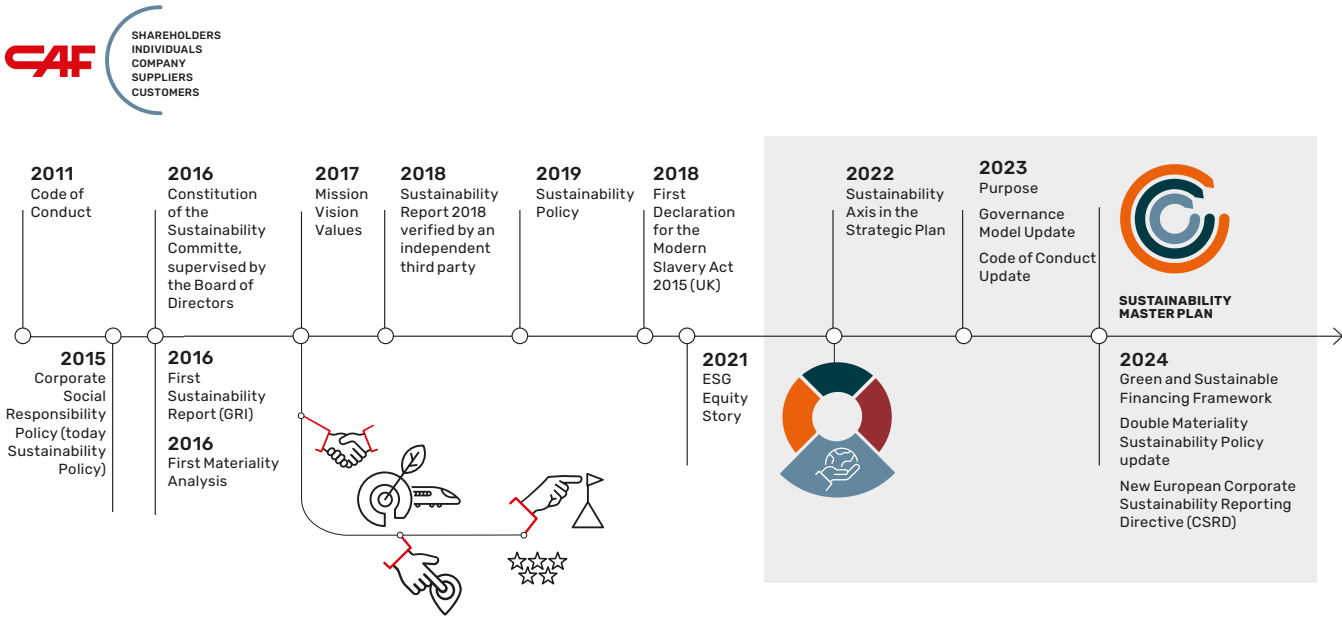 CAF
SHAREHOLDERS
INDIVIDUALS
COMPANY
SUPPLIERS
CUSTOMERS
2011
Code of
Conduct
2016
Constitution
of the
Sustainability
Committe,
supervised by
the Board of
Directors
2017
Mission
Vision
Values
2018
Sustainability
Report 2018
verified by an
independent
third party
2019
Sustainability
Policy
2018
First
Declaration
for the
Modern
Slavery Act
2015 (UK)
2022
Sustainability
Axis in the
Strategic Plan
2023
Purpose
Governance
Model Update
Code of Conduct
Update
SUSTAINABILITY
MASTER PLAN
2015
Corporate
Social
Responsibility
Policy (today
Sustainability
Policy)
2016
First
Sustainability
Report (GRI)
2016
First Materiality
Analysis
2021
ESG
Equity
Story
2024
Green and Sustainable
Financing Framework
Double Materiality
Sustainability Policy
update
New European Corporate
Sustainability Reporting
Directive (CSRD)